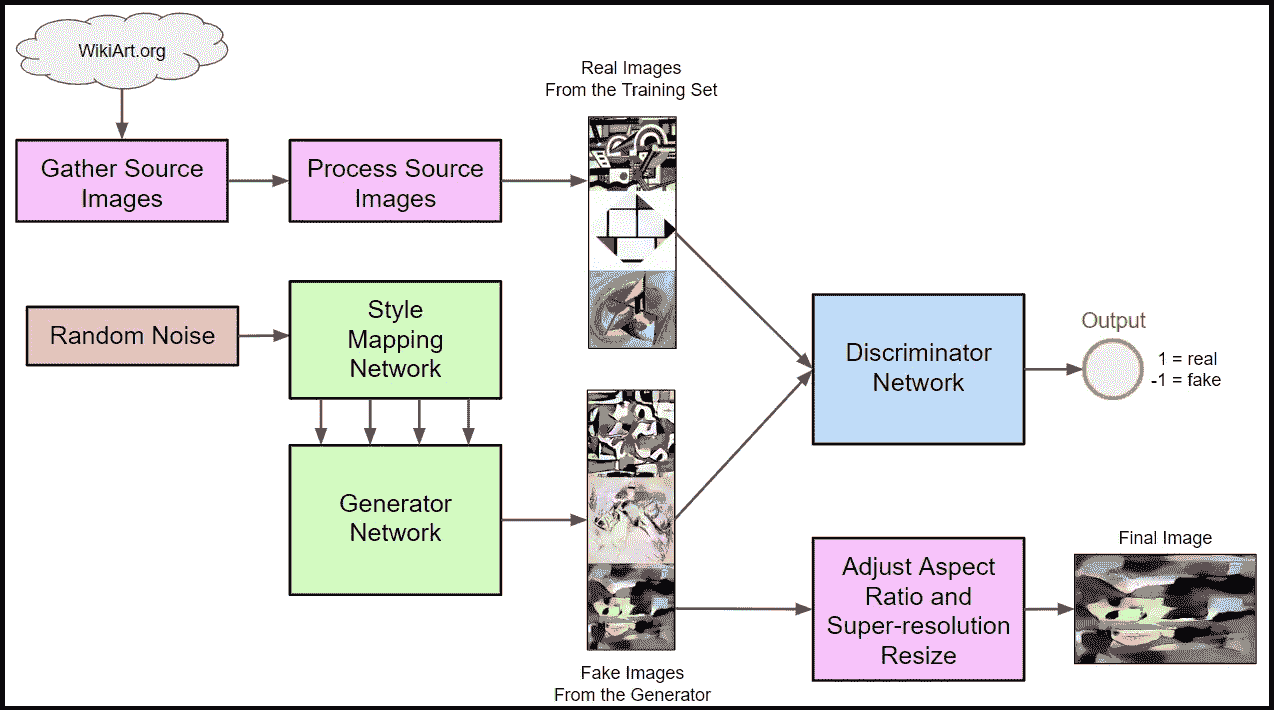 WikiArt.org
Real Images
From the Training Set
Gather Source
Images
Process Source
Images
Random Noise
Style
Mapping
Network
Generator
Network
Discriminator
Network
Output
1 = real
-1 = fake
Fake Images
From the Generator
Adjust Aspect
Ratio and
Super-resolution
Resize
Final Image